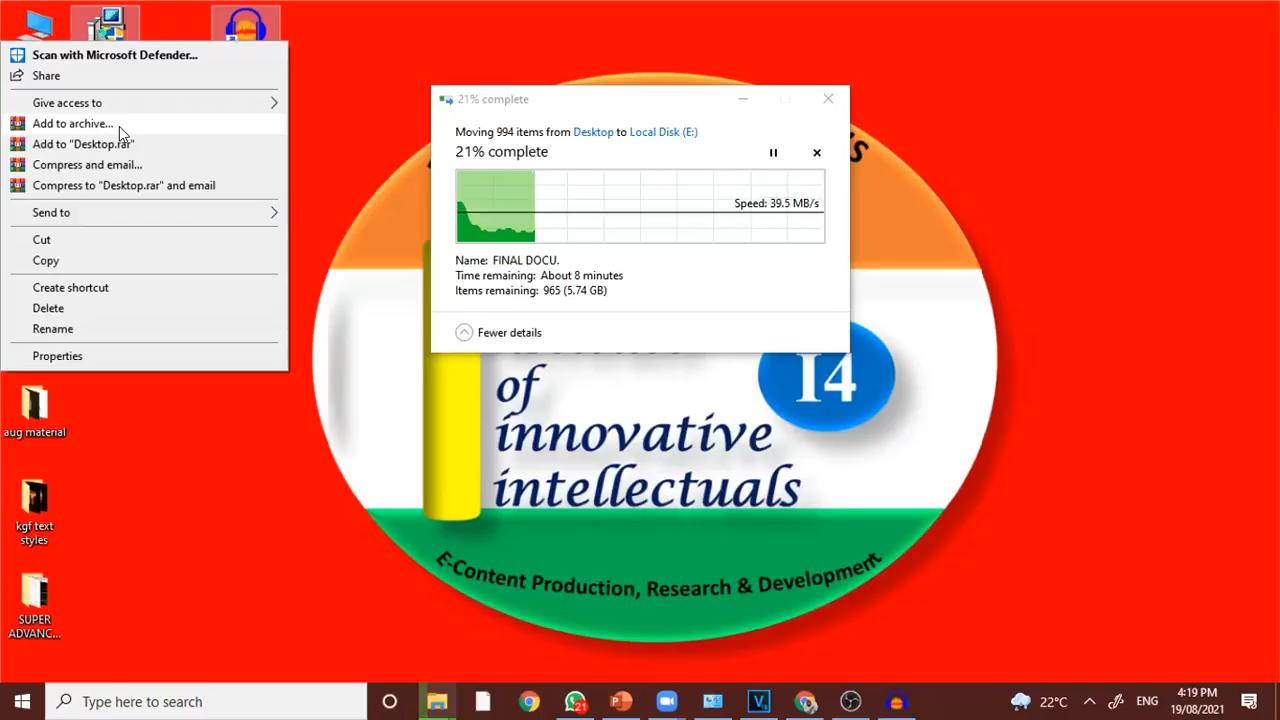 Scan with Microsoft Defender...
Share
Give access to
Add to archive...
Add to "Desktop.rar"
Compress and email...
Compress to "Desktop.rar" and email
Send to
Cut
Copy
Create shortcut
Delete
Rename
Properties
aug material
kgf text
styles
SUPER
ADVANC...
21% complete
Moving 994 items from Desktop to Local Disk (E:)
21% complete
Speed: 39.5 MB/s
Name: FINAL DOCU.
Time remaining: About 8 minutes
Items remaining: 965 (5.74 GB)
Fewer details
I4
of
innovative
intellectuals
E-Content Production, Research & Development
Type here to search
21
22°C
ENG
4:19 PM
19/08/2021